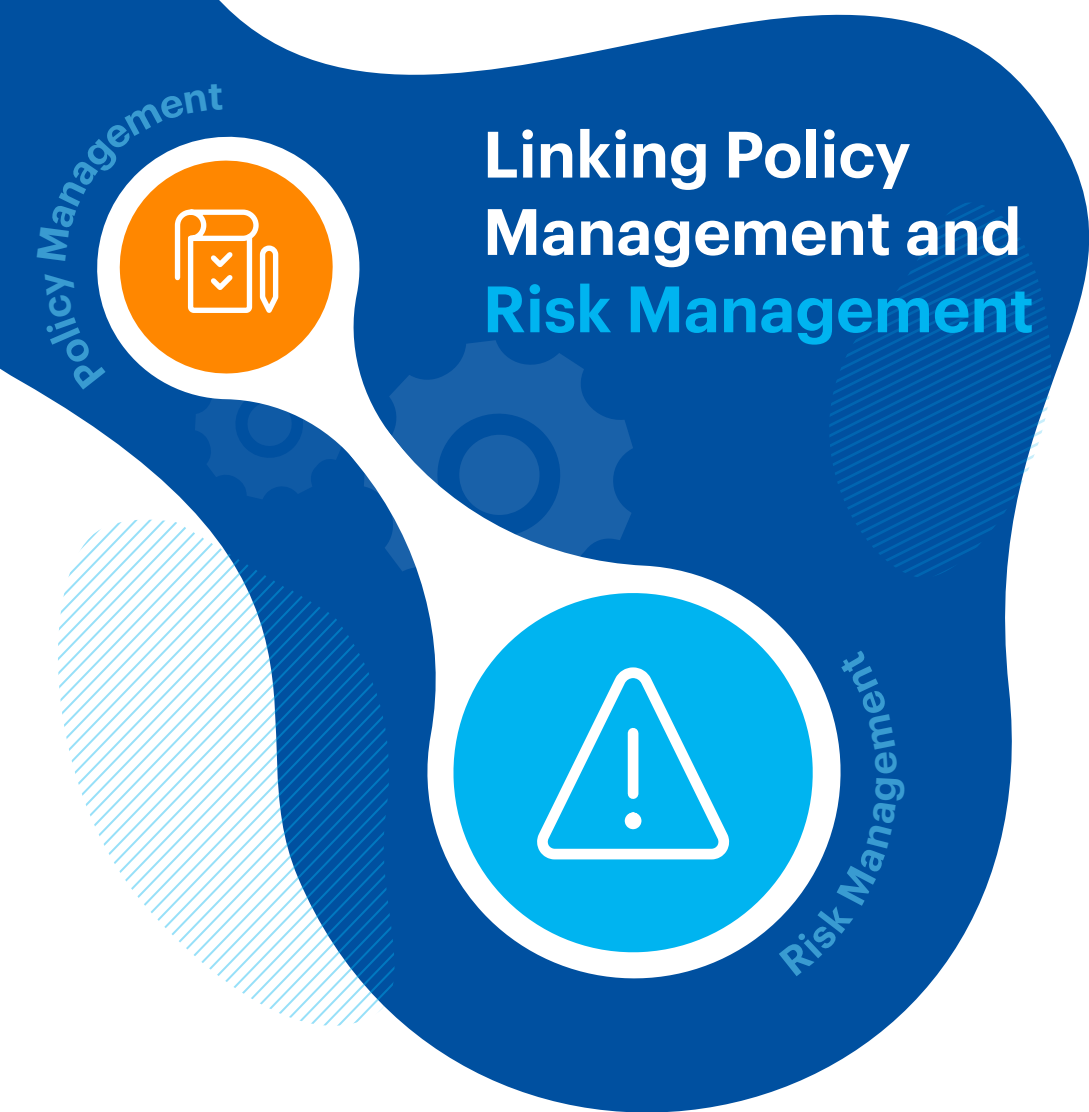 Policy Management
Linking Policy
Management and
Risk Management
Risk Management